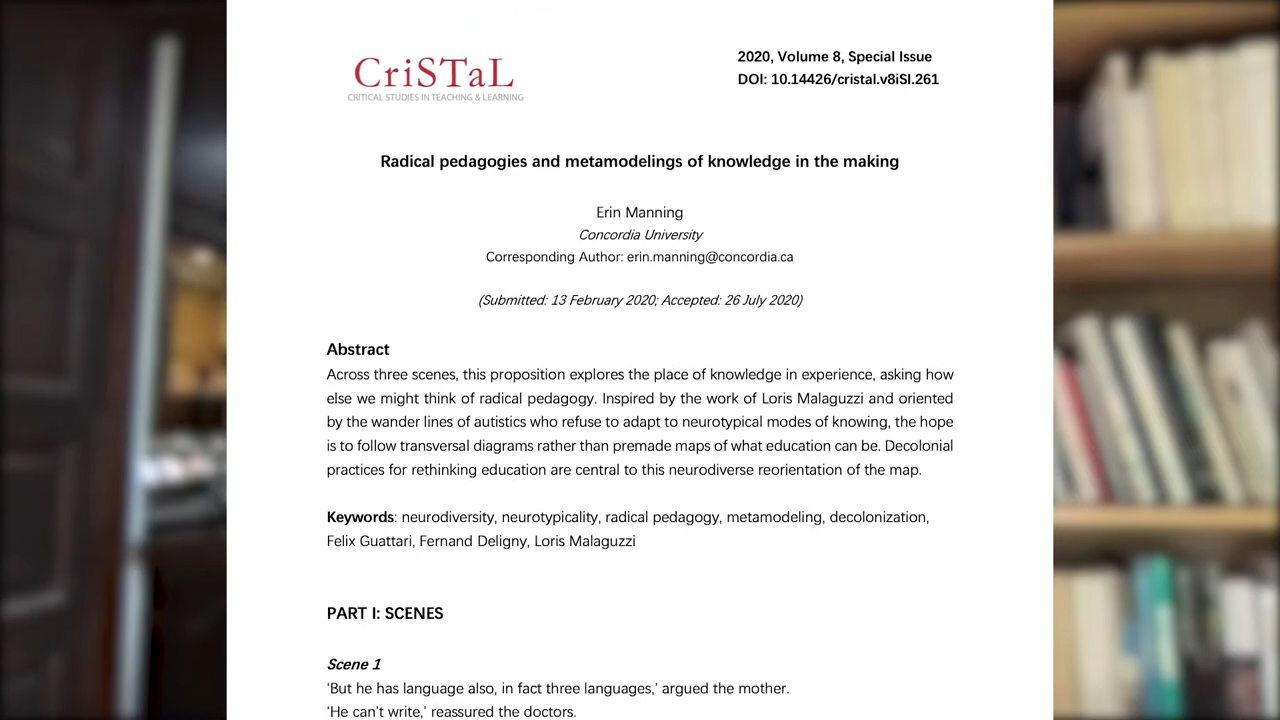 CriSTaL
CRITICAL STUDIES IN TEACHING & LEARNING
2020, Volume 8, Special Issue
DOI: 10.14426/cristal.v8iSI.261
Radical pedagogies and metamodelings of knowledge in the making
Erin Manning
Concordia University
Corresponding Author: erin.manning@concordia.ca
(Submitted: 13 February 2020; Accepted: 26 July 2020)
Abstract
Across three scenes, this proposition explores the place of knowledge in experience, asking how
else we might think of radical pedagogy. Inspired by the work of Loris Malaguzzi and oriented
by the wander lines of autistics who refuse to adapt to neurotypical modes of knowing, the hope
is to follow transversal diagrams rather than premade maps of what education can be. Decolonial
practices for rethinking education are central to this neurodiverse reorientation of the map.
Keywords: neurodiversity, neurotypicality, radical pedagogy, metamodeling, decolonization,
Felix Guattari, Fernand Deligny, Loris Malaguzzi
PART I: SCENES
Scene 1
‘But he has language also, in fact three languages,’ argued the mother.
‘He can’t write,’ reassured the doctors.